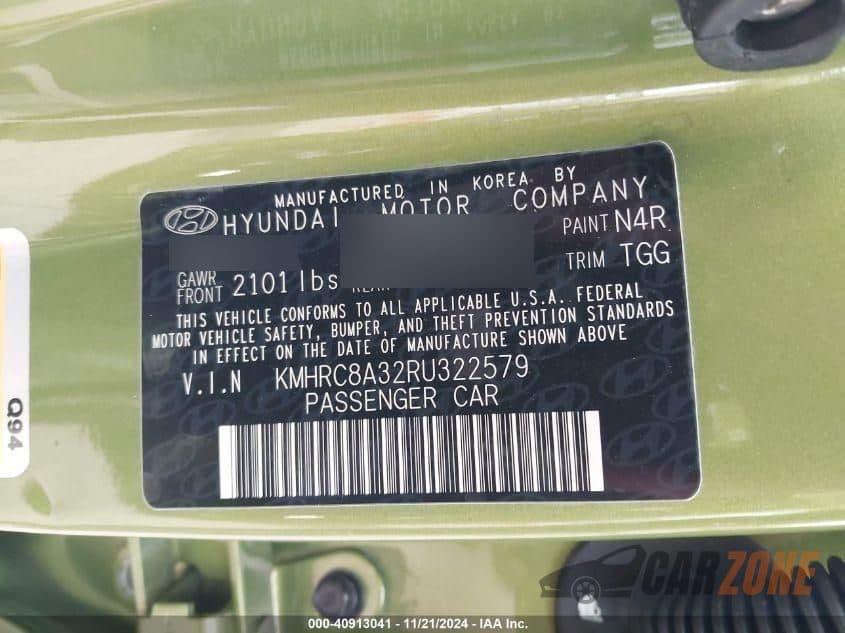 MANUFACTURED IN KOREA BY
HYUNDAI MOTOR COMPANY
PAINT N4R
TRIM TGG
GAWR FRONT 2101 lbs
THIS VEHICLE CONFORMS TO ALL APPLICABLE U.S.A. FEDERAL
MOTOR VEHICLE SAFETY, BUMPER, AND THEFT PREVENTION STANDARDS
IN EFFECT ON THE DATE OF MANUFACTURE SHOWN ABOVE
V.I.N KMHRC8A32RU322579
PASSENGER CAR
Q94
CARZONE
000-40913041 - 11/21/2024 - IAA Inc.